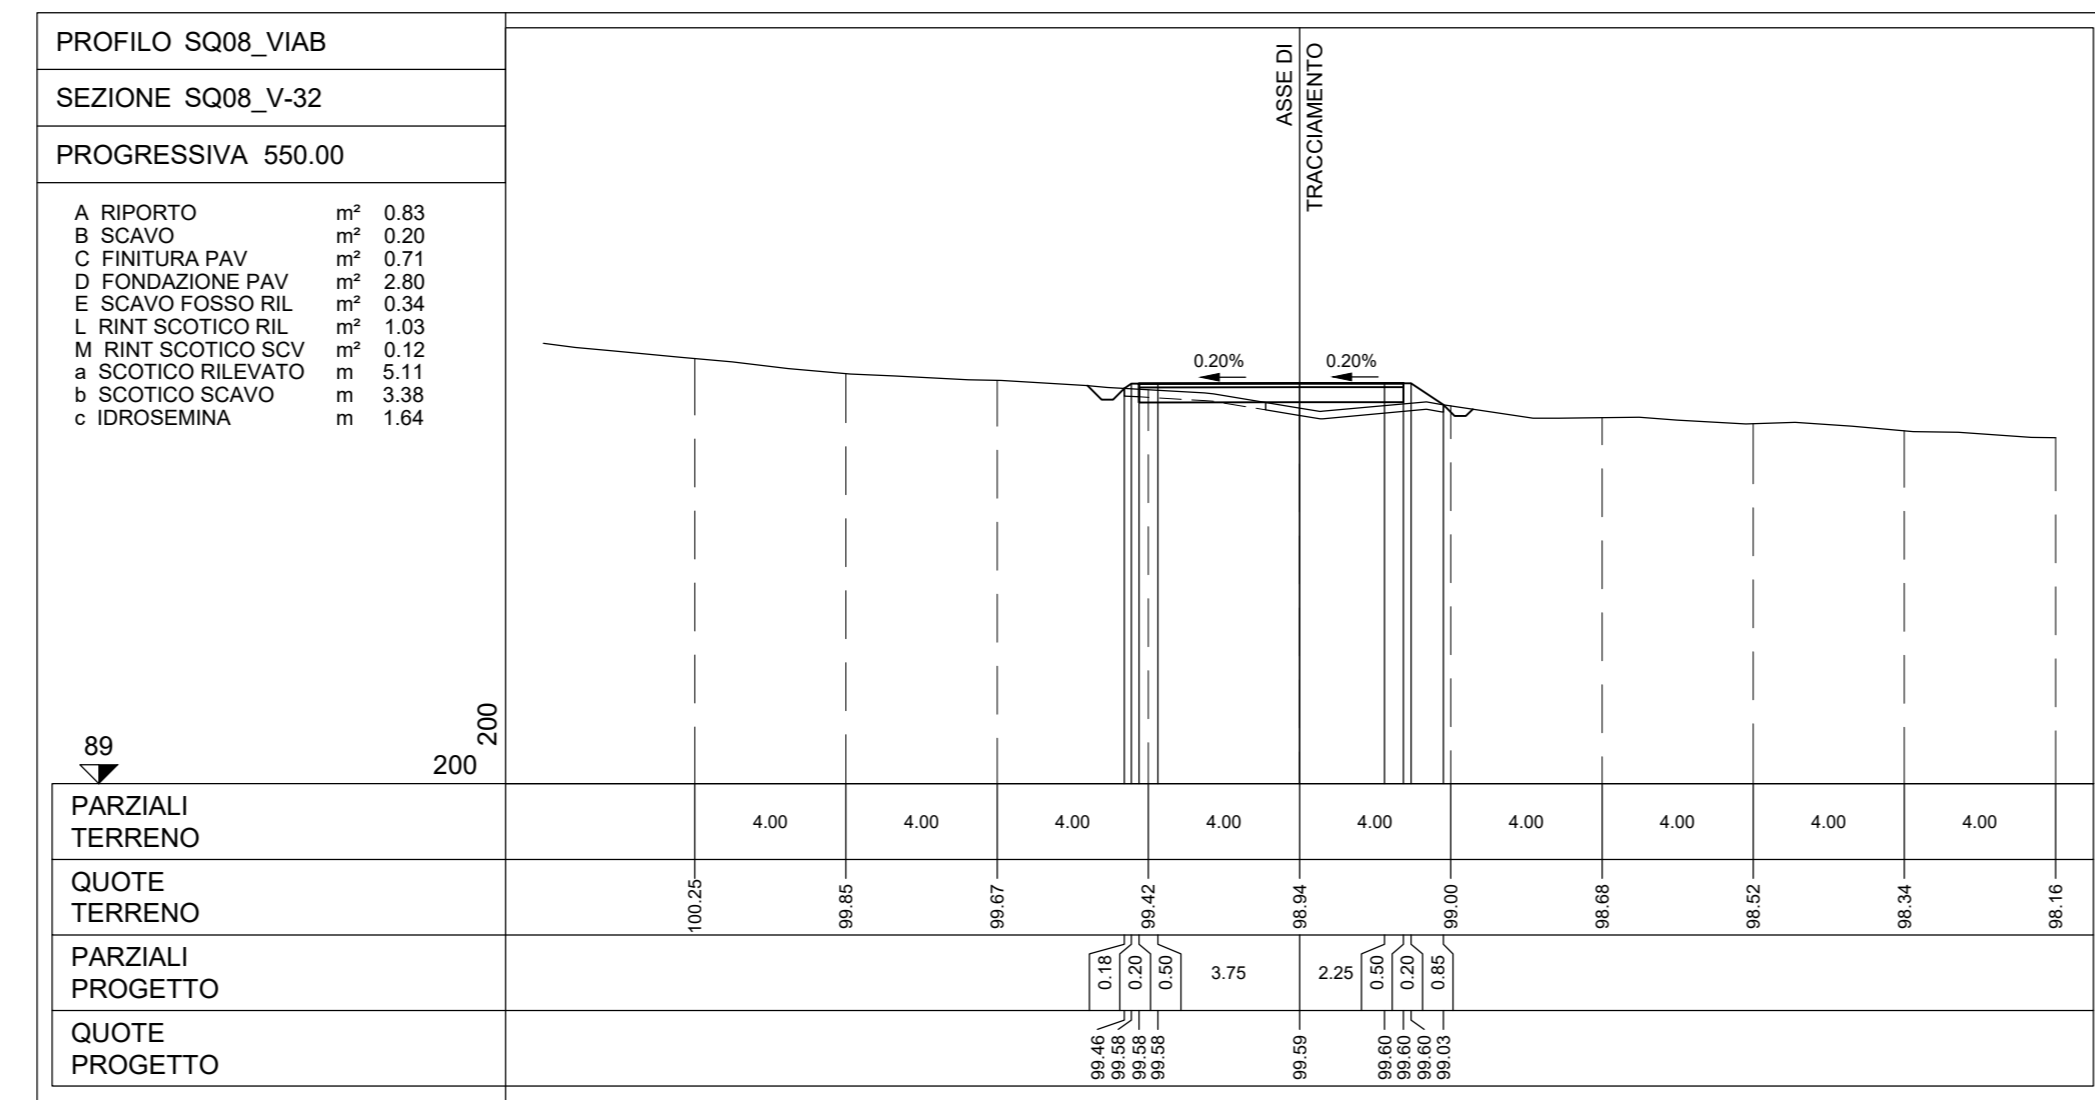 PROFILO SQ08_VIAB
SEZIONE SQ08_V-32
PROGRESSIVA 550.00
A RIPORTO m² 0.83
B SCAVO m² 0.20
C FINITURA PAV m² 0.71
D FONDAZIONE PAV m² 2.80
E SCAVO FOSSO RIL m² 0.34
L RINT SCOTICO RIL m² 1.03
M RINT SCOTICO SCV m² 0.12
a SCOTICO RILEVATO m 5.11
b SCOTICO SCAVO m 3.38
c IDROSEMINA m 1.64
ASSE DI
TRACCIAMENTO
0.20% 0.20%
89
200
200
PARZIALI
TERRENO
4.00 4.00 4.00 4.00 4.00 4.00 4.00 4.00 4.00
QUOTE
TERRENO
100.25 99.85 99.67 99.42 98.94 99.00 98.68 98.52 98.34 98.16
PARZIALI
PROGETTO
0.18 0.20 0.50 3.75 2.25 0.50 0.20 0.85
QUOTE
PROGETTO
99.46 99.58 99.58 99.58 99.59 99.60 99.60 99.60 99.03